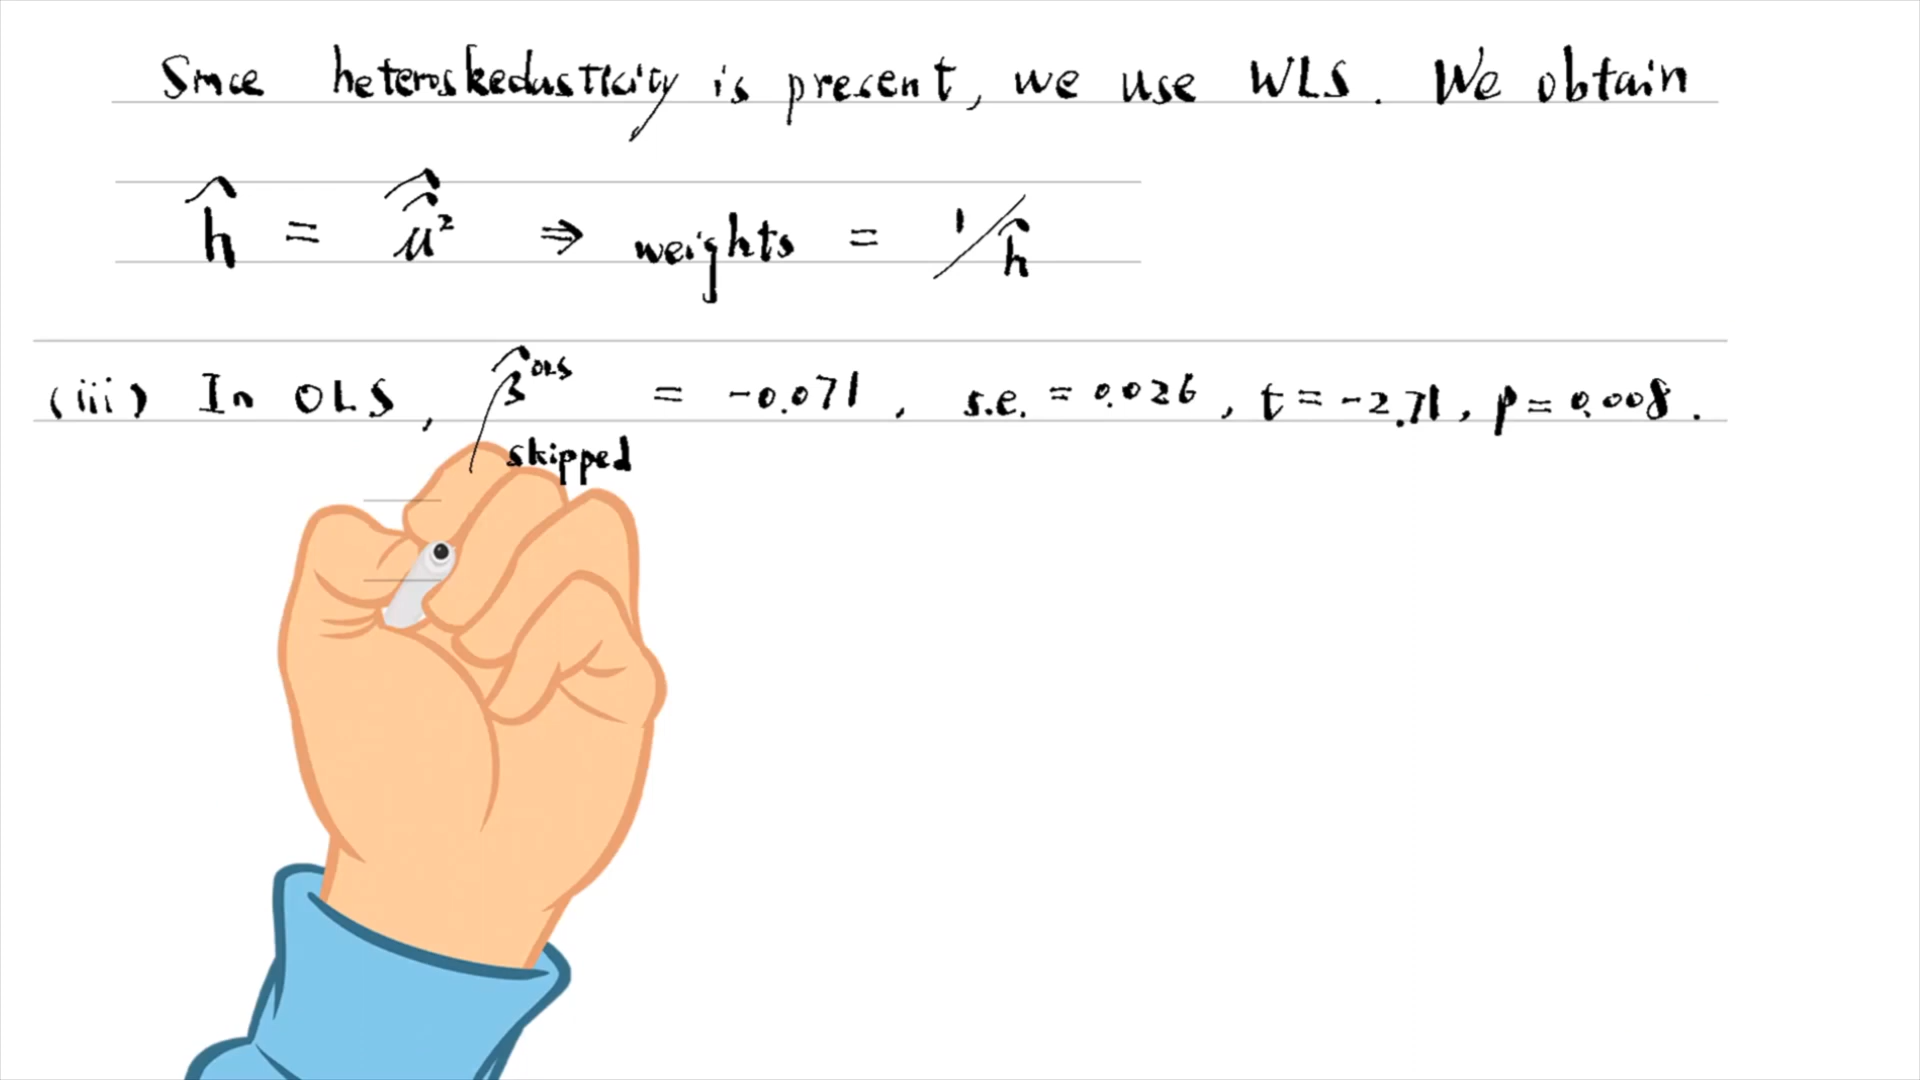 Since heteroskedasticity is present, we use WLS. We obtain
ĥ = \hat{û²} ⇒ weights = 1/ĥ
(iii) In OLS, β̂ᴼᴸˢ skipped = -0.071, s.e. = 0.026, t = -2.71, p = 0.008.